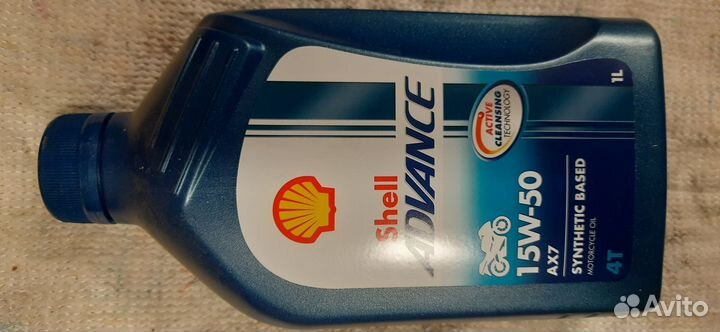 Shell
ADVANCE
ACTIVE
CLEANSING
TECHNOLOGY
15W-50
AX7
SYNTHETIC BASED
MOTORCYCLE OIL
4T
1L
Avito